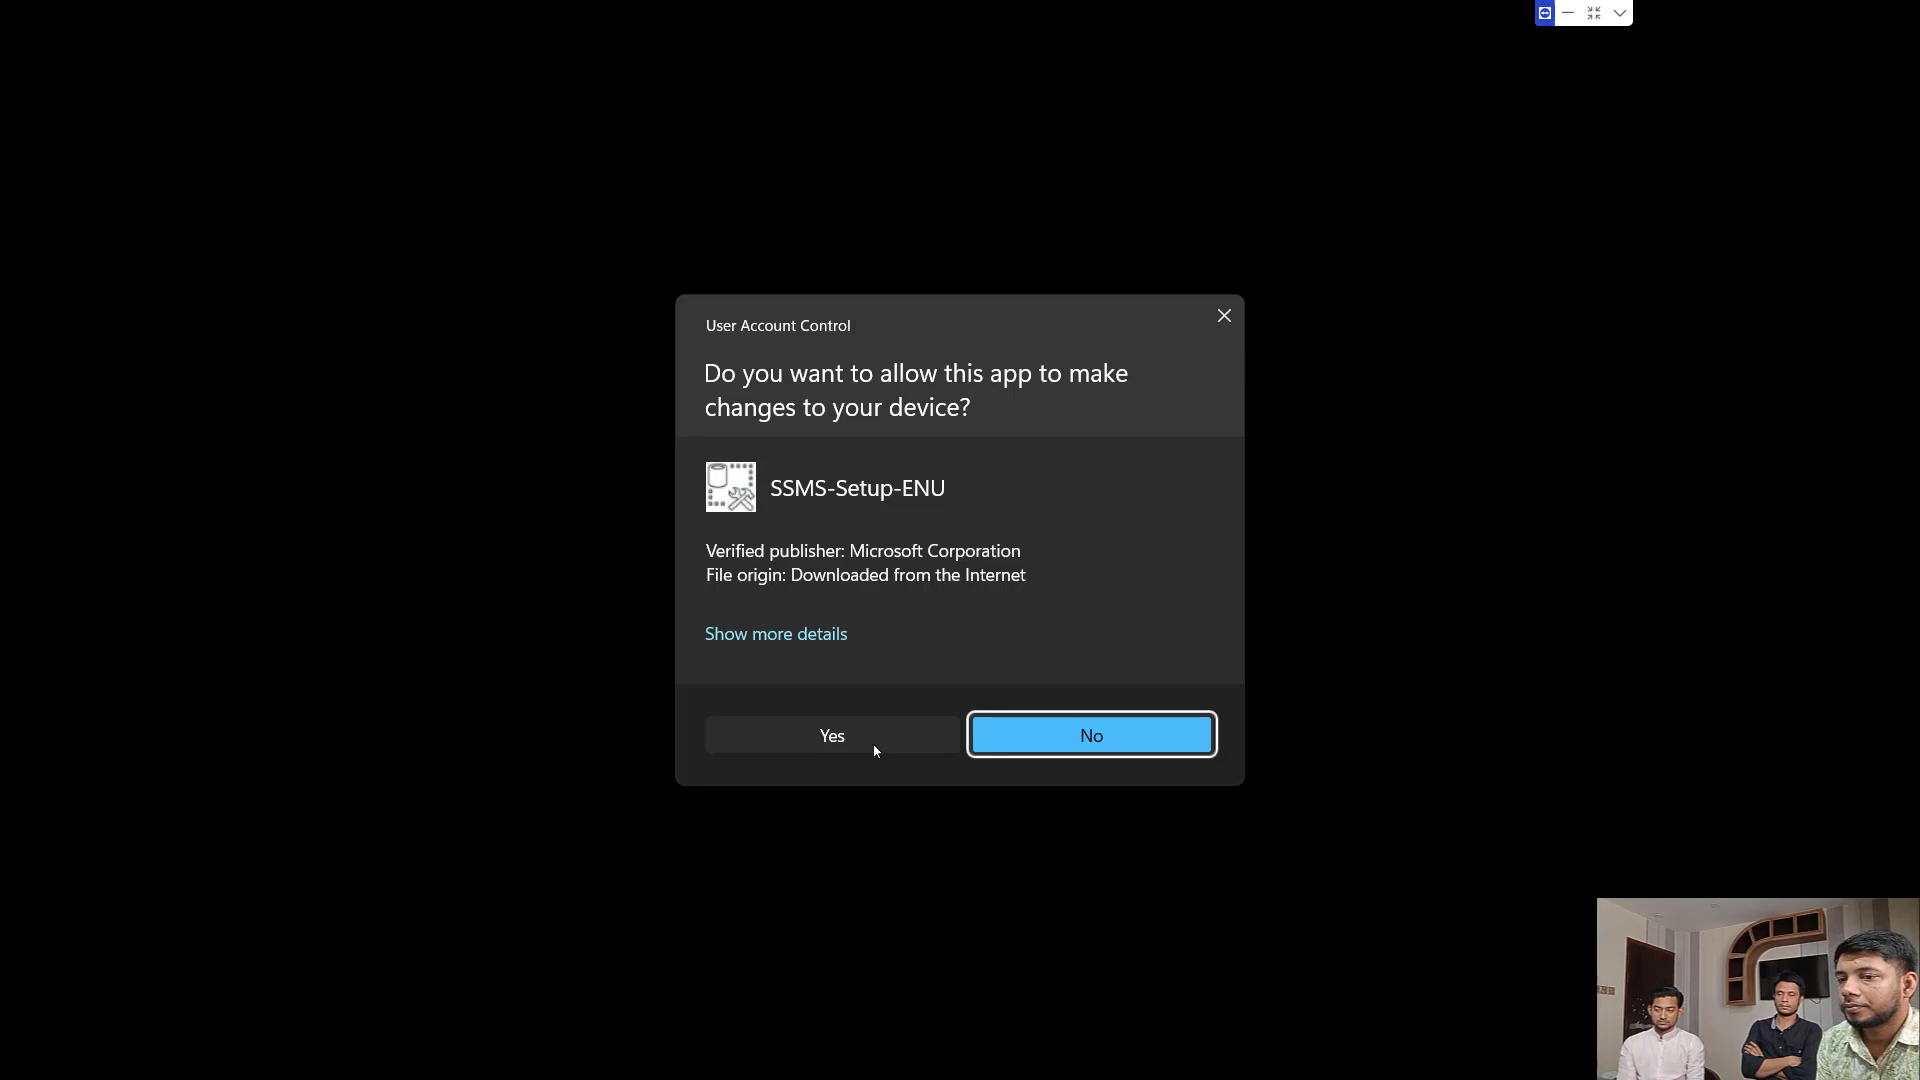 User Account Control
Do you want to allow this app to make
changes to your device?
SSMS-Setup-ENU
Verified publisher: Microsoft Corporation
File origin: Downloaded from the Internet
Show more details
Yes
No